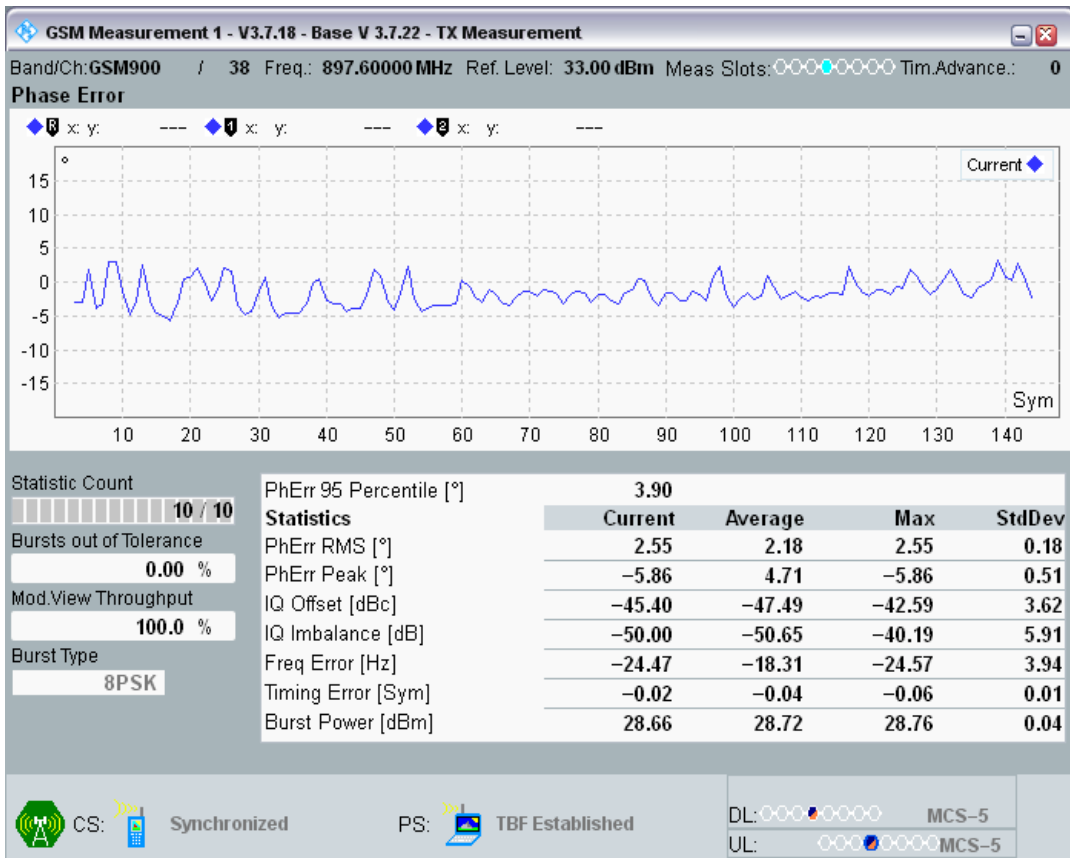 GSM Measurement 1 - V3.7.18 - Base V 3.7.22 - TX Measurement
Band/Ch:GSM900 / 38 Freq.: 897.60000 MHz Ref. Level: 33.00 dBm Meas Slots: Tim.Advance.: 0
Phase Error
R x: y: --- 1 x: y: --- 2 x: y: ---
°
Current
15
10
5
0
-5
-10
-15
Sym
10 20 30 40 50 60 70 80 90 100 110 120 130 140
Statistic Count
10 / 10
Bursts out of Tolerance
0.00 %
Mod.View Throughput
100.0 %
Burst Type
8PSK
PhErr 95 Percentile [°] 3.90
Statistics Current Average Max StdDev
PhErr RMS [°] 2.55 2.18 2.55 0.18
PhErr Peak [°] −5.86 4.71 −5.86 0.51
IQ Offset [dBc] −45.40 −47.49 −42.59 3.62
IQ Imbalance [dB] −50.00 −50.65 −40.19 5.91
Freq Error [Hz] −24.47 −18.31 −24.57 3.94
Timing Error [Sym] −0.02 −0.04 −0.06 0.01
Burst Power [dBm] 28.66 28.72 28.76 0.04
CS: Synchronized PS: TBF Established
DL: MCS−5
UL: MCS−5